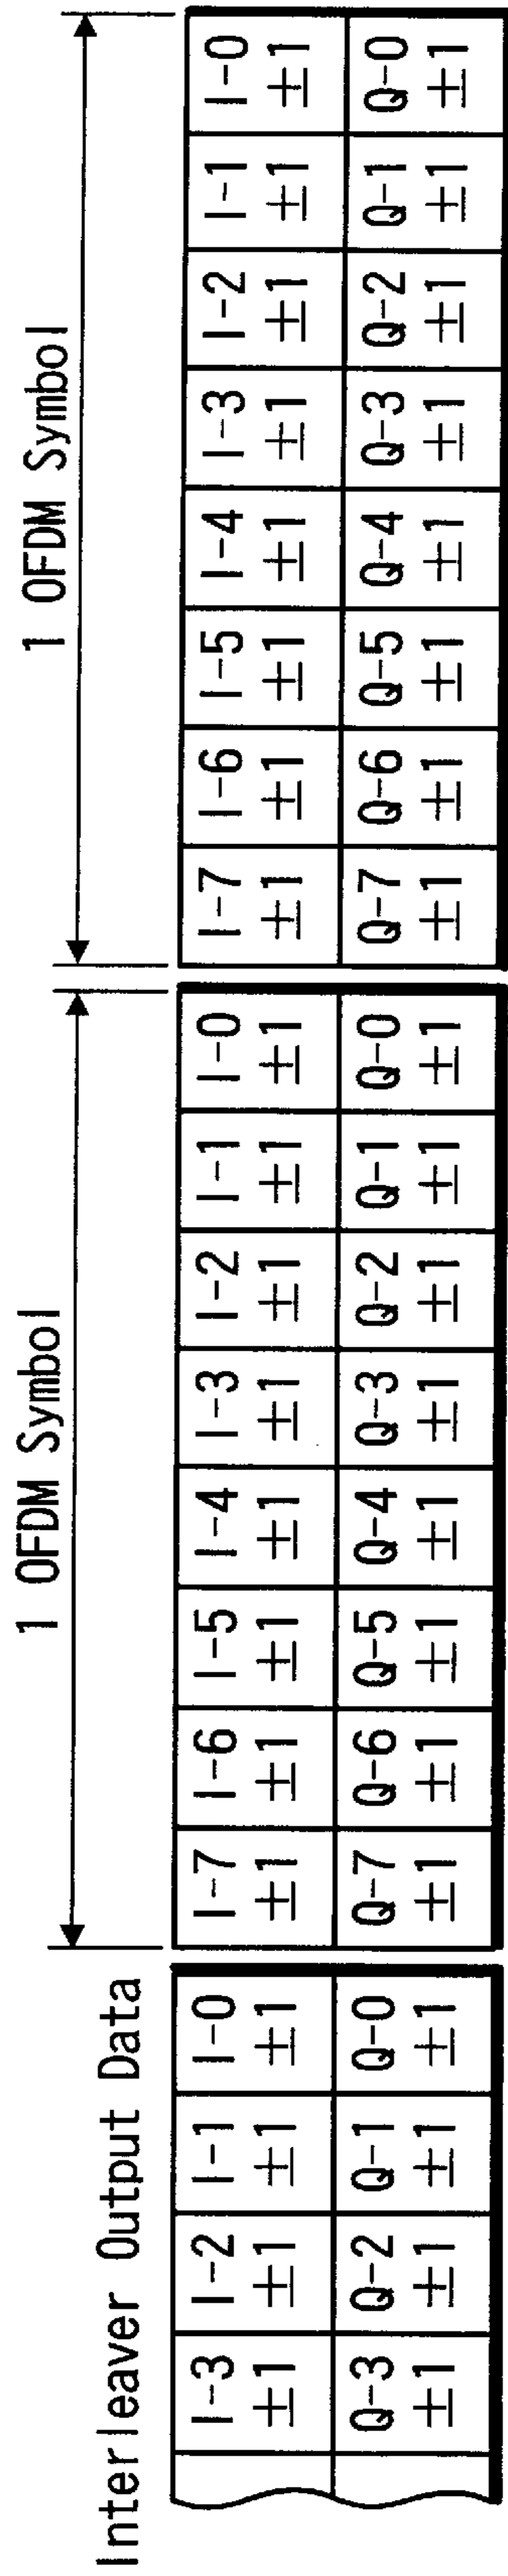 Interleaver Output Data 1 OFDM Symbol 1 OFDM Symbol
I-3 I-2 I-1 I-0 I-7 I-6 I-5 I-4 I-3 I-2 I-1 I-0 I-7 I-6 I-5 I-4 I-3 I-2 I-1 I-0
±1 ±1 ±1 ±1 ±1 ±1 ±1 ±1 ±1 ±1 ±1 ±1 ±1 ±1 ±1 ±1 ±1 ±1 ±1 ±1
Q-3 Q-2 Q-1 Q-0 Q-7 Q-6 Q-5 Q-4 Q-3 Q-2 Q-1 Q-0 Q-7 Q-6 Q-5 Q-4 Q-3 Q-2 Q-1 Q-0
±1 ±1 ±1 ±1 ±1 ±1 ±1 ±1 ±1 ±1 ±1 ±1 ±1 ±1 ±1 ±1 ±1 ±1 ±1 ±1